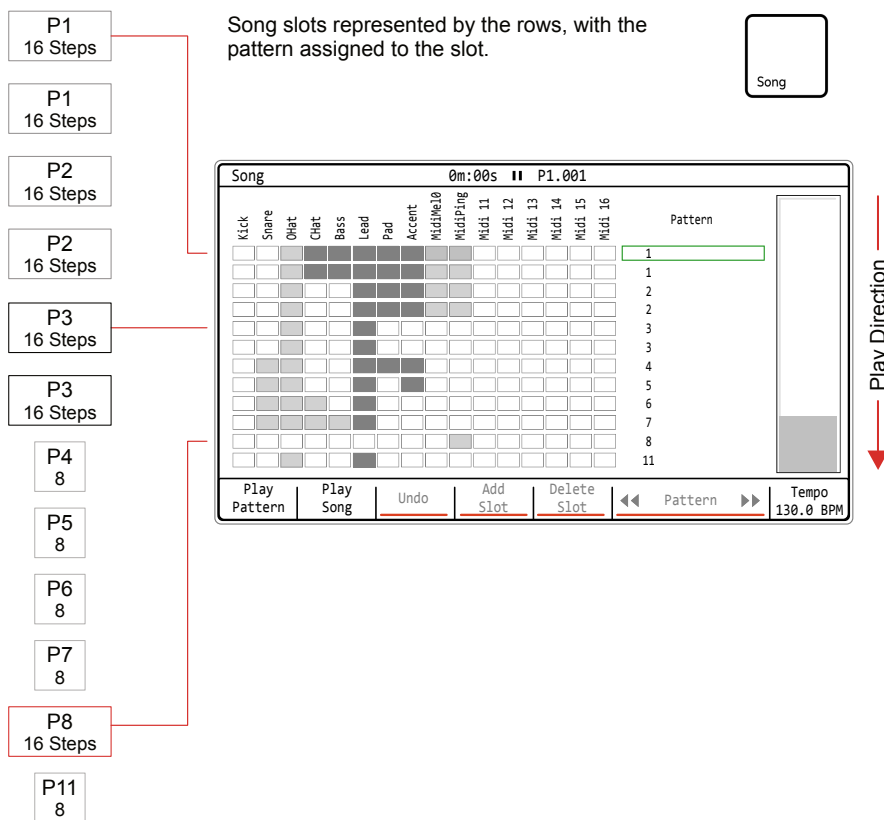 P1
16 Steps
P1
16 Steps
P2
16 Steps
P2
16 Steps
P3
16 Steps
P3
16 Steps
P4
8
P5
8
P6
8
P7
8
P8
16 Steps
P11
8
Song slots represented by the rows, with the
pattern assigned to the slot.
Song
Song 0m:00s P1.001
Kick Snare OHat CHat Bass Lead Pad Accent MidiMel0 MidiPing Midi 11 Midi 12 Midi 13 Midi 14 Midi 15 Midi 16 Pattern
1
1
2
2
3
3
4
5
6
7
8
11
Play Pattern
Play Song
Undo
Add Slot
Delete Slot
Pattern
Tempo
130.0 BPM
Play Direction